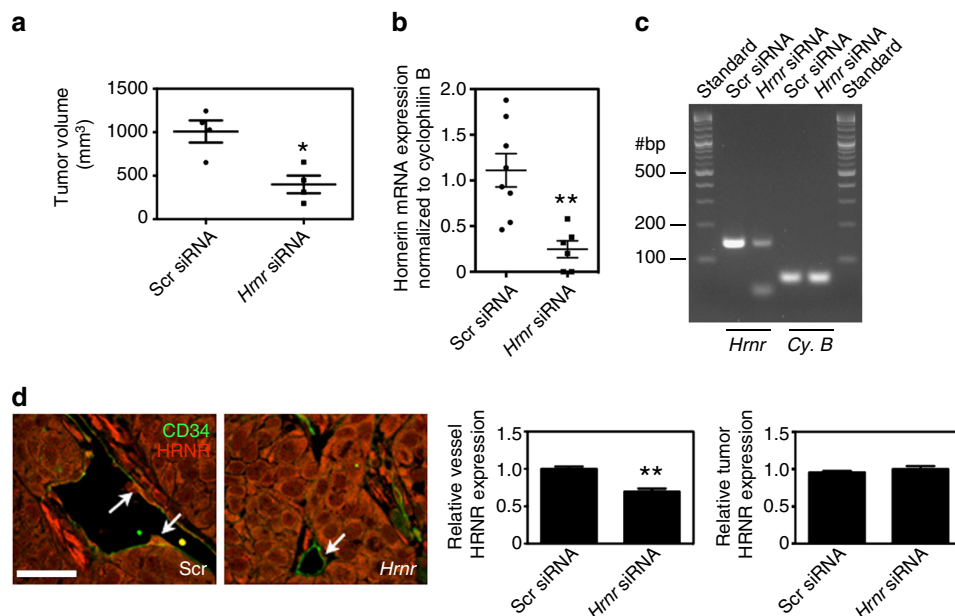 a
Tumor volume
(mm³)
1500
1000
500
0
*
Scr siRNA
Hrnr siRNA
b
Hornerin mRNA expression
normalized to cyclophilin B
2.0
1.5
1.0
0.5
0
**
Scr siRNA
Hrnr siRNA
c
Standard
Scr siRNA
Hrnr siRNA
Scr siRNA
Hrnr siRNA
Standard
#bp
500
200
100
Hrnr
Cy. B
d
CD34
HRNR
Scr
Hrnr
Relative vessel
HRNR expression
1.5
1.0
0.5
0
**
Scr siRNA
Hrnr siRNA
Relative tumor
HRNR expression
1.5
1.0
0.5
0
Scr siRNA
Hrnr siRNA